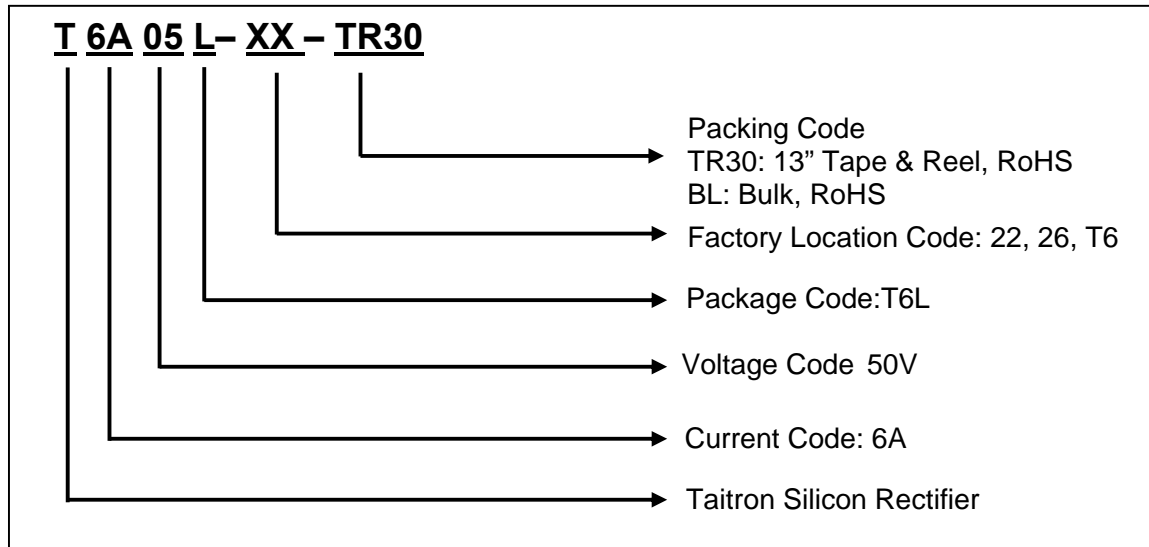 T 6A 05 L– XX – TR30
Packing Code
TR30: 13” Tape & Reel, RoHS
BL: Bulk, RoHS
Factory Location Code: 22, 26, T6
Package Code:T6L
Voltage Code 50V
Current Code: 6A
Taitron Silicon Rectifier